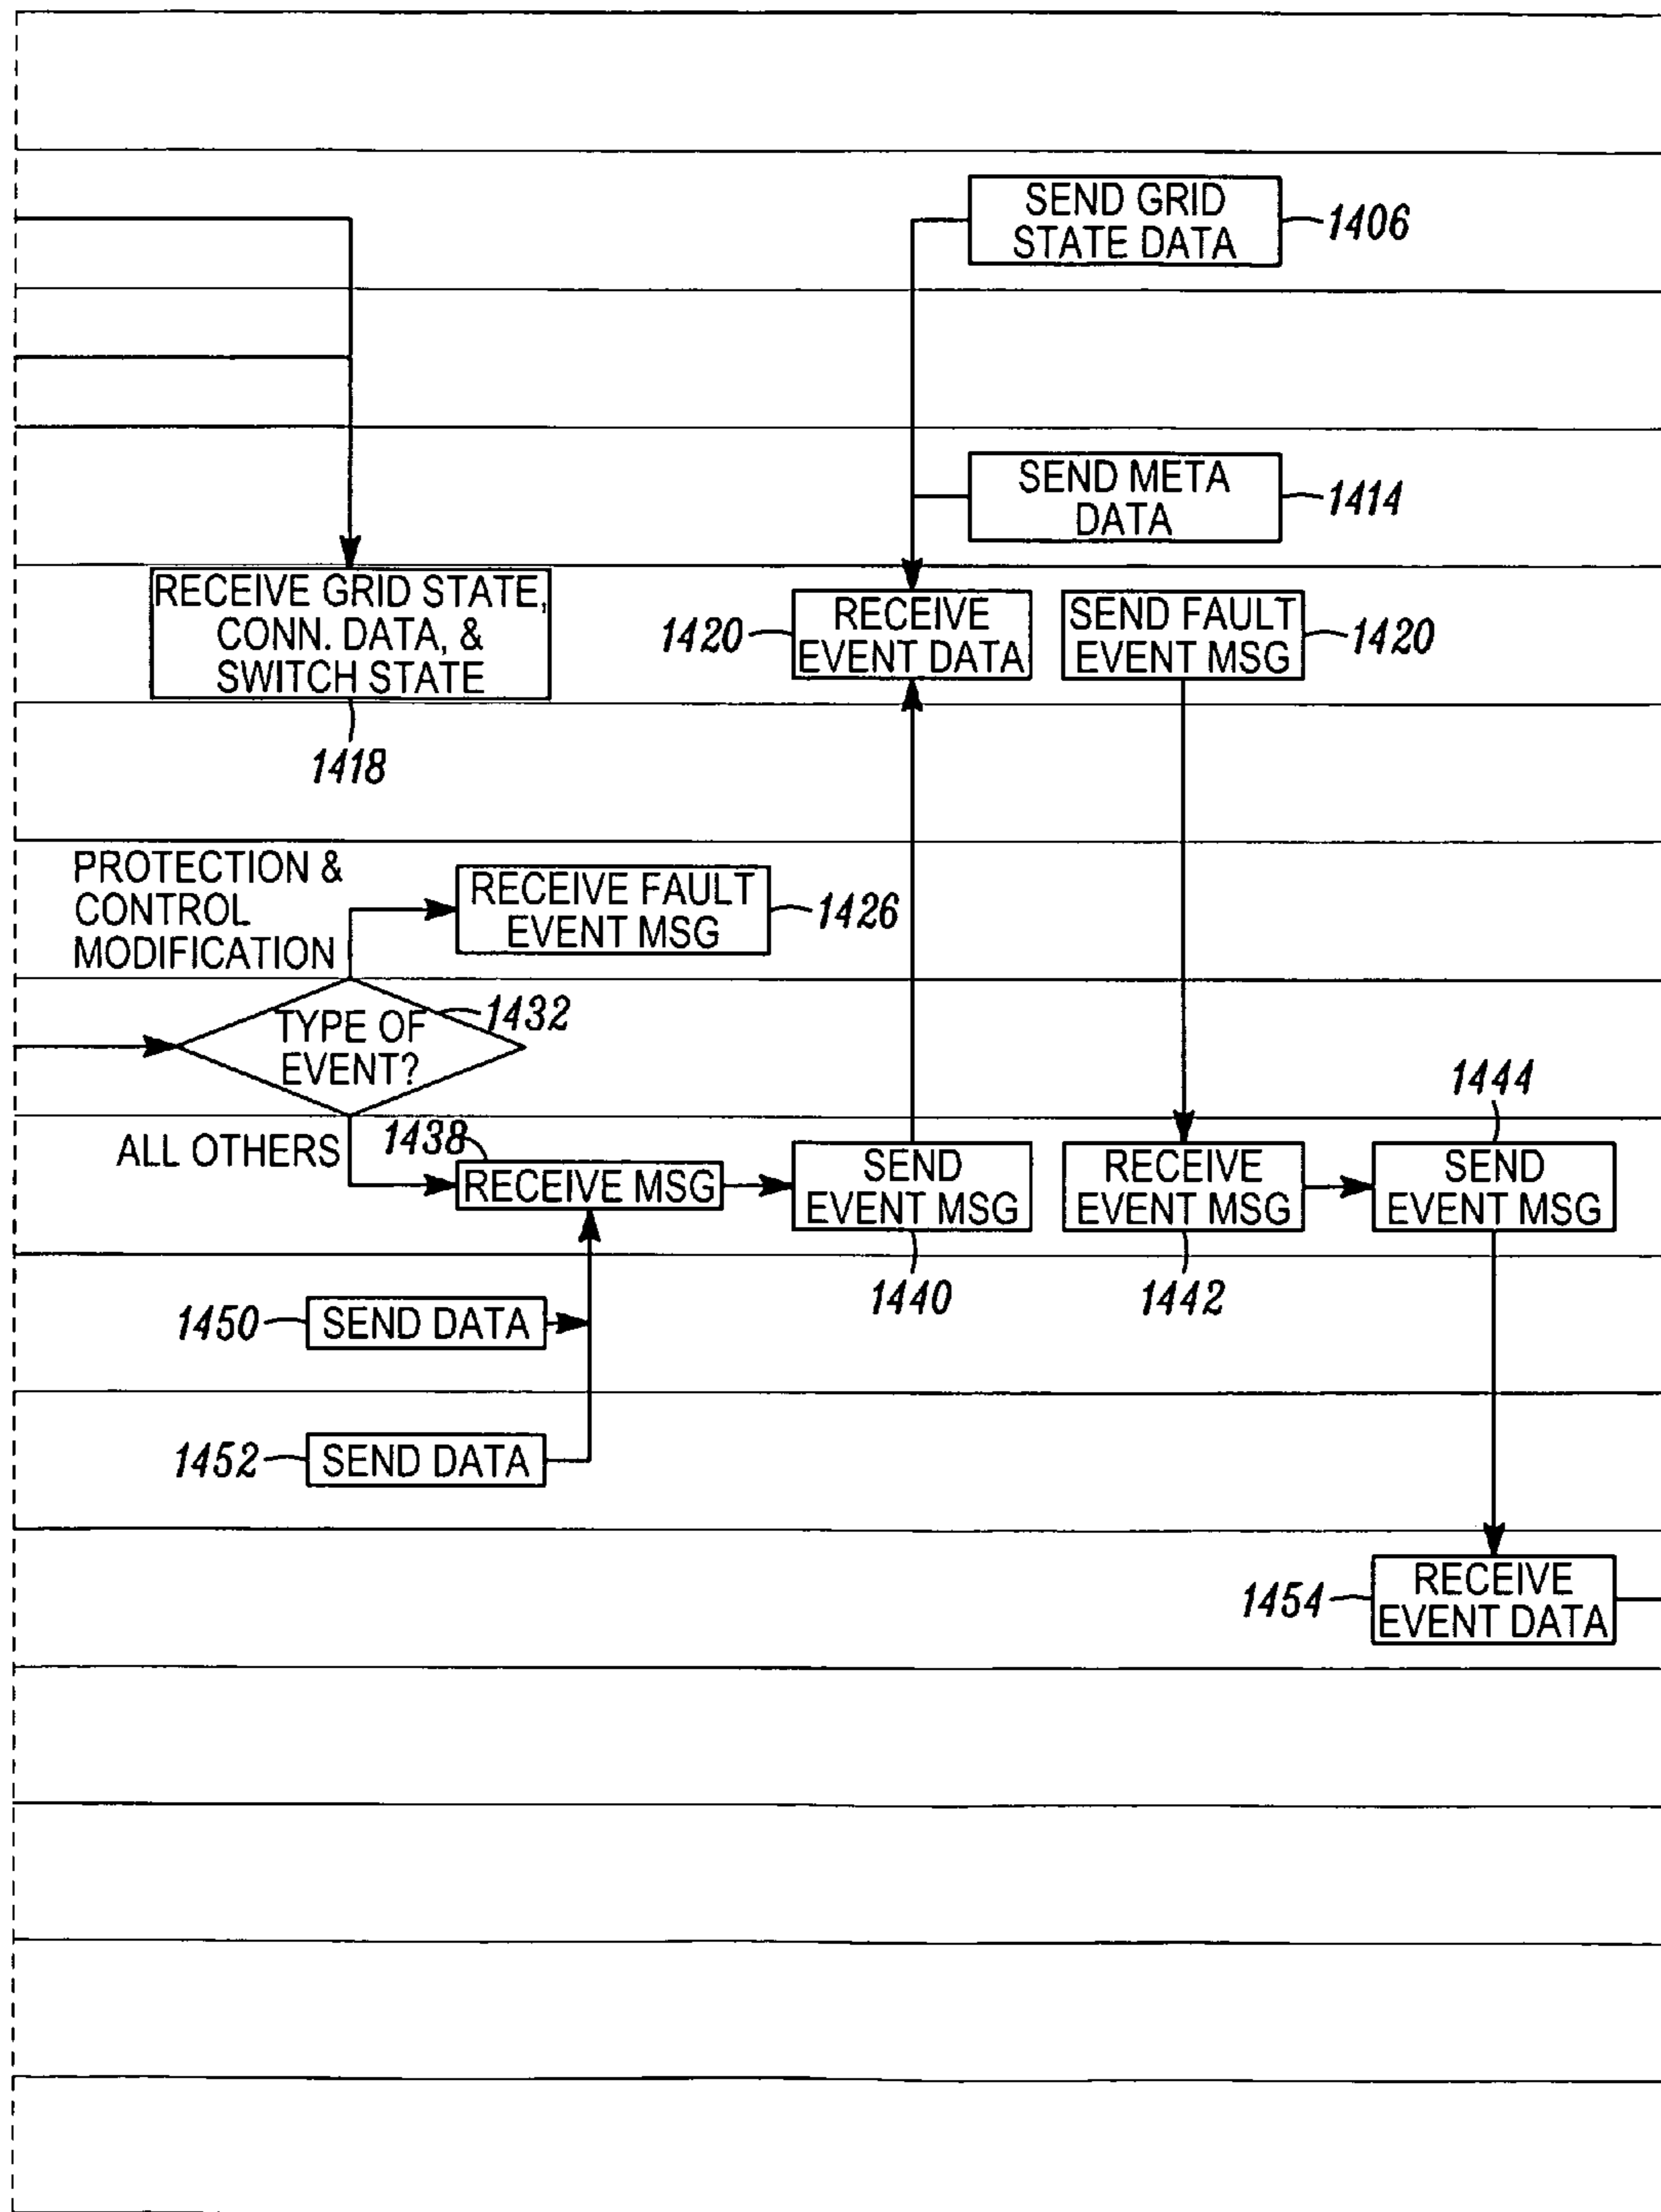 SEND GRID
STATE DATA
1406
SEND META
DATA
1414
RECEIVE GRID STATE,
CONN. DATA, &
SWITCH STATE
1418
1420
RECEIVE
EVENT DATA
SEND FAULT
EVENT MSG
1420
PROTECTION &
CONTROL
MODIFICATION
RECEIVE FAULT
EVENT MSG
1426
TYPE OF
EVENT?
1432
ALL OTHERS
1438
RECEIVE MSG
SEND
EVENT MSG
1440
RECEIVE
EVENT MSG
1442
1444
SEND
EVENT MSG
1450
SEND DATA
1452
SEND DATA
1454
RECEIVE
EVENT DATA